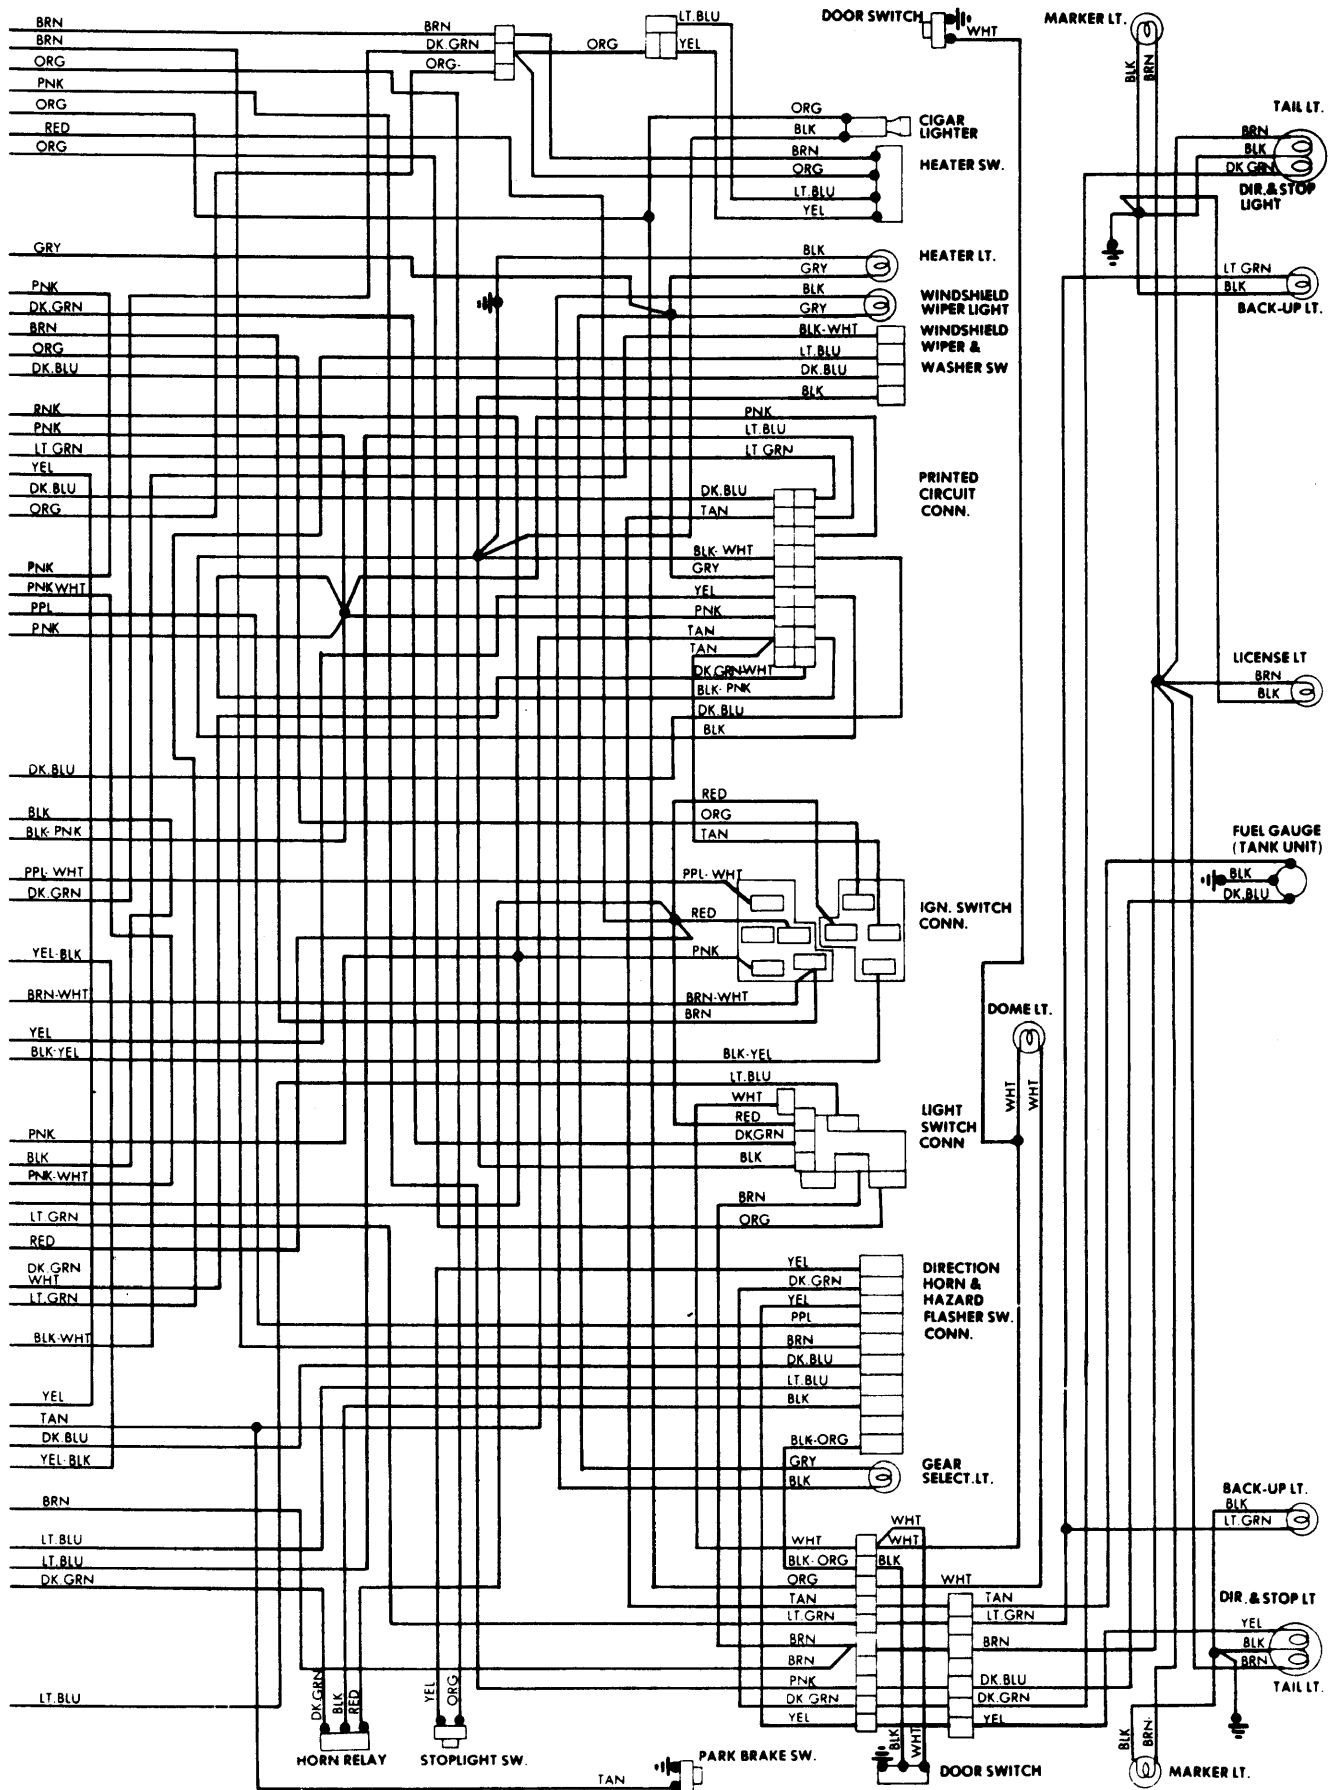 BRN
BRN
ORG
PNK
ORG
RED
ORG
BRN
DK.GRN
ORG-
ORG
LT.BLU
YEL
DOOR SWITCH
WHT
MARKER LT.
BLK
BRN
TAIL LT.
BRN
BLK
DK GRN
DIR.& STOP
LIGHT
ORG
BLK
CIGAR
LIGHTER
BRN
ORG
LT.BLU
YEL
HEATER SW.
GRY
BLK
GRY
HEATER LT.
BLK
GRY
WINDSHIELD
WIPER LIGHT
LT GRN
BLK
BACK-UP LT.
PNK
DK.GRN
BRN
ORG
DK.BLU
BLK-WHT
LT.BLU
DK.BLU
BLK
WINDSHIELD
WIPER &
WASHER SW
PNK
PNK
LT GRN
YEL
DK.BLU
ORG
PNK
LT.BLU
LT GRN
DK.BLU
TAN
BLK- WHT
GRY
YEL
PNK
TAN
TAN
DK.GRN-WHT
BLK- PNK
DK.BLU
BLK
PRINTED
CIRCUIT
CONN.
PNK
PNK WHT
PPL
PNK
LICENSE LT
BRN
BLK
DK.BLU
BLK
BLK- PNK
PPL- WHT
DK.GRN
RED
ORG
TAN
PPL- WHT
RED
PNK
BRN-WHT
BRN
BLK-YEL
IGN. SWITCH
CONN.
FUEL GAUGE
(TANK UNIT)
BLK
DK.BLU
YEL-BLK
BRN-WHT
YEL
BLK-YEL
DOME LT.
WHT
WHT
LT.BLU
WHT
RED
DK.GRN
BLK
BRN
ORG
LIGHT
SWITCH
CONN
PNK
BLK
PNK-WHT
LT GRN
RED
DK.GRN
WHT
LT.GRN
BLK-WHT
YEL
DK.GRN
YEL
PPL
BRN
DK.BLU
LT.BLU
BLK
BLK-ORG
DIRECTION
HORN &
HAZARD
FLASHER SW.
CONN.
YEL
TAN
DK BLU
YEL-BLK
GRY
BLK
GEAR
SELECT.LT.
BACK-UP LT.
BLK
LT.GRN
BRN
LT.BLU
LT.BLU
DK GRN
WHT
WHT
WHT
BLK- ORG
BLK
ORG
WHT
TAN
TAN
LT.GRN
LT.GRN
BRN
BRN
BRN
PNK
DK.BLU
DK GRN
DK.GRN
YEL
YEL
DIR. & STOP LT
YEL
BLK
BRN
TAIL LT.
LT.BLU
DK GRN
BLK
RED
HORN RELAY
YEL
ORG
STOPLIGHT SW.
TAN
PARK BRAKE SW.
BLK
WHT
DOOR SWITCH
BLK
BRN-
MARKER LT.